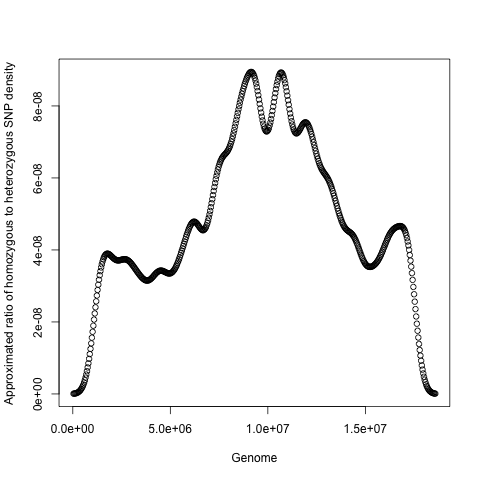 Approximated ratio of homozygous to heterozygous SNP density
8e-08
6e-08
4e-08
2e-08
0e+00
0.0e+00 5.0e+06 1.0e+07 1.5e+07
Genome